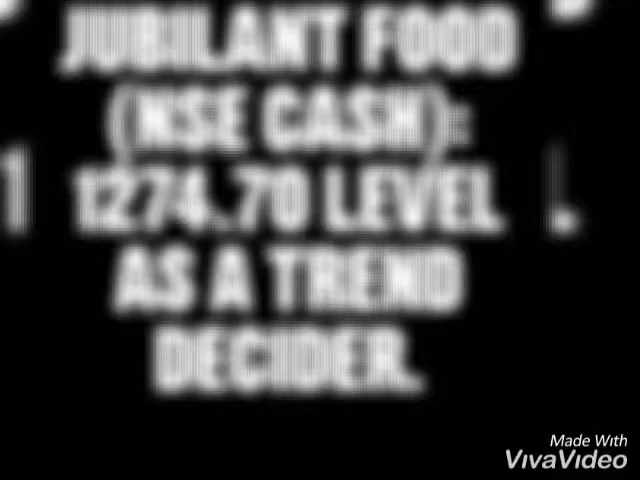 JUBILANT FOOD
(NSE CASH):
1274.70 LEVEL
AS A TREND
DECIDER.
Made With
VivaVideo